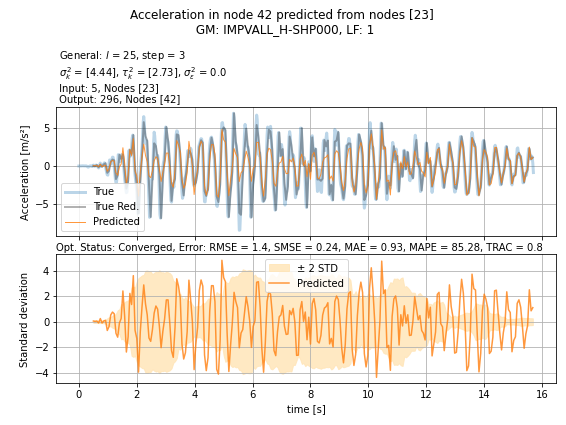 Acceleration in node 42 predicted from nodes [23]
GM: IMPVALL_H-SHP000, LF: 1
General: l = 25, step = 3
σ²ₖ = [4.44], τ²ₖ = [2.73], σ²ₑ = 0.0
Input: 5, Nodes [23]
Output: 296, Nodes [42]
Acceleration [m/s²]
5
0
−5
True
True Red.
Predicted
Opt. Status: Converged, Error: RMSE = 1.4, SMSE = 0.24, MAE = 0.93, MAPE = 85.28, TRAC = 0.8
Standard deviation
4
2
0
−2
−4
± 2 STD
Predicted
0 2 4 6 8 10 12 14 16
time [s]